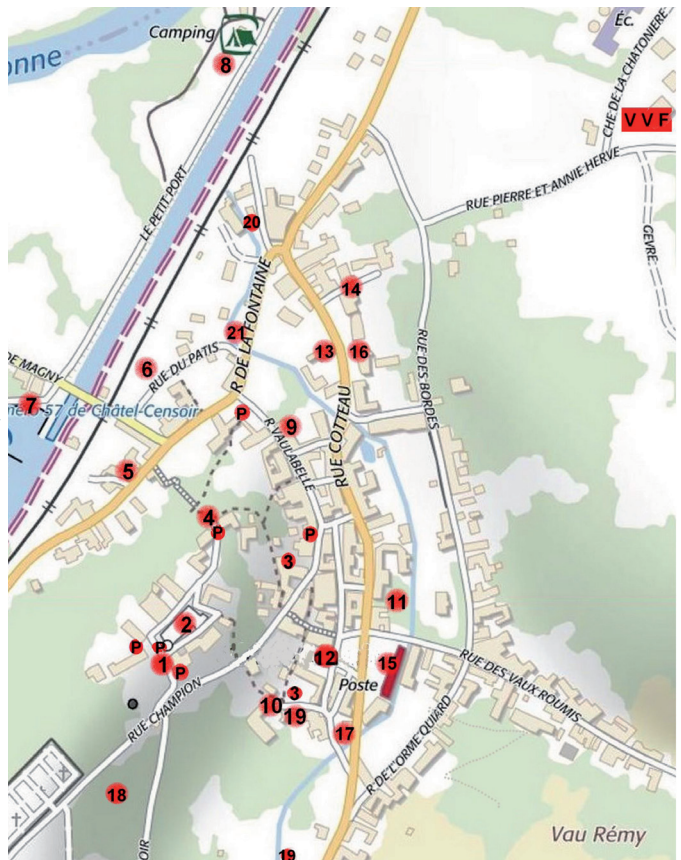 Camping
Éc.
onne
8
V V F
CHE DE LA CHATONIERE
RUE PIERRE ET ANNIE HERVE
LE PETIT PORT
GEVRE
20
R DE LA FONTAINE
14
21
13
16
RUE DES BORDES
DE MAGNY
6
RUE DU PATIS
7
57 de Châtel-Censoir
P
9
R VAULABELLE
RUE COTTEAU
5
4
P
P
3
11
2
P
P
1
P
12
15
Poste
RUE DES VAUX ROUMIS
3
10
19
RUE CHAMPION
17
R DE L'ORME QUIARD
18
OIR
Vau Rémy
19